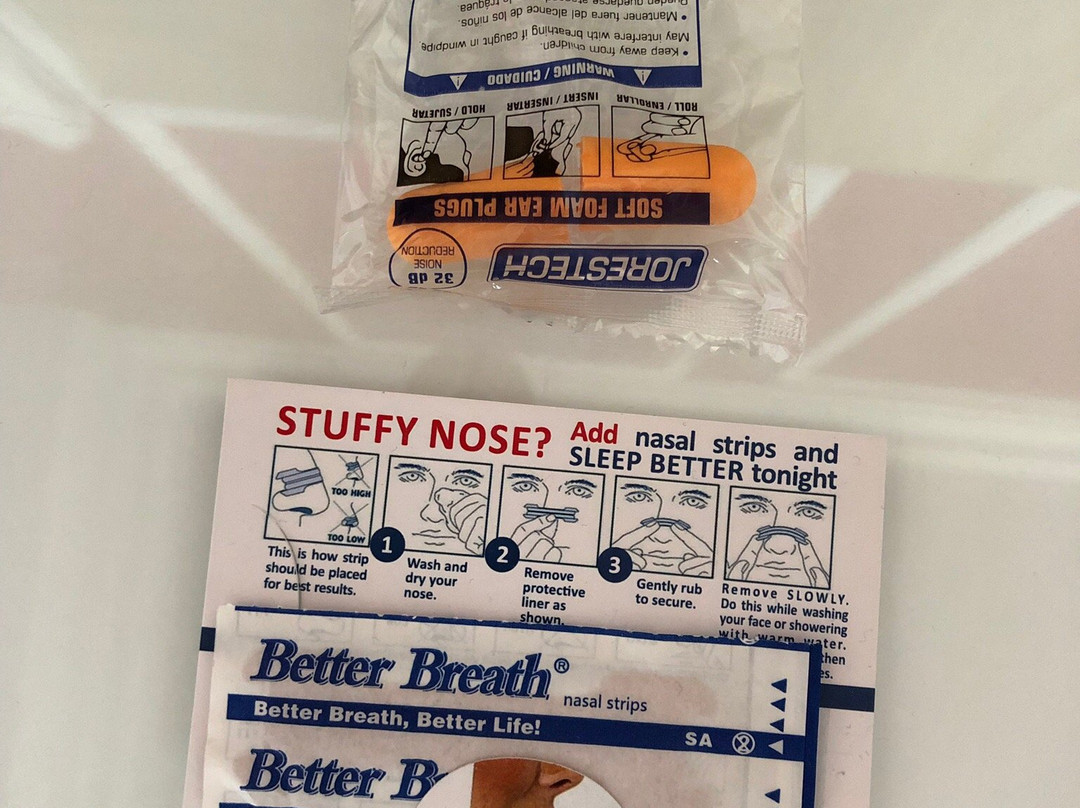 JORESTECH
32 dB
NOISE
REDUCTION
SOFT FOAM EAR PLUGS
ROLL / ENROLLAR
INSERT / INSERTAR
HOLD / SUJETAR
WARNING / CUIDADO
• Keep away from children.
May interfere with breathing if caught in windpipe.
• Mantener fuera del alcance de los niños.
Pueden quedarse
STUFFY NOSE? Add nasal strips and
SLEEP BETTER tonight
TOO HIGH
TOO LOW
This is how strip
should be placed
for best results.
1
Wash and
dry your
nose.
2
Remove
protective
liner as
shown.
3
Gently rub
to secure.
Remove SLOWLY.
Do this while washing
your face or showering
with warm water.
then
Better Breath® nasal strips
Better Breath, Better Life!
SA
Better B